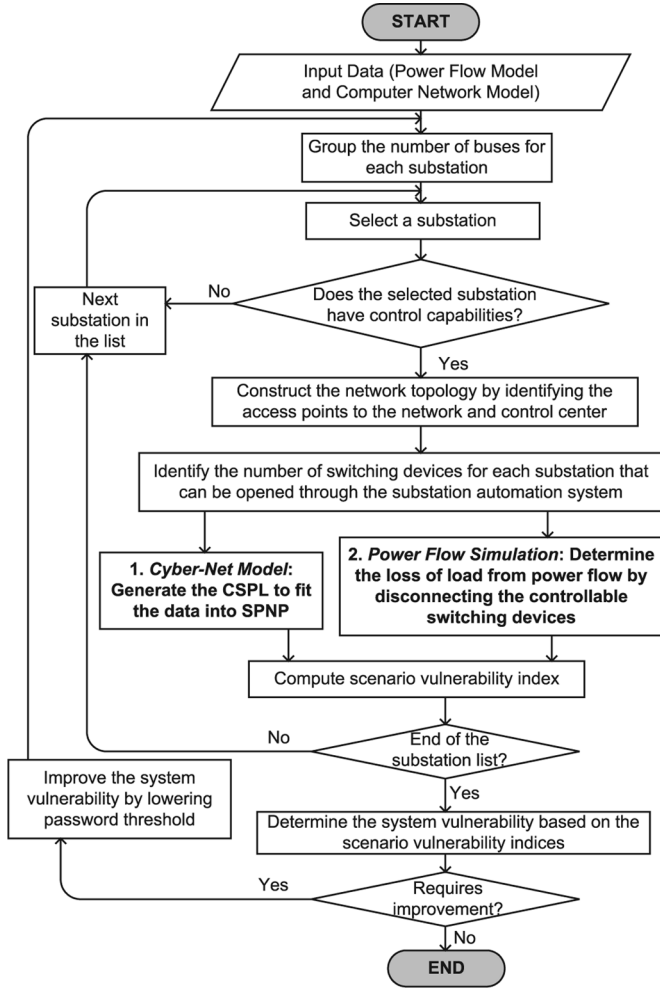 START
Input Data (Power Flow Model
and Computer Network Model)
Group the number of buses for
each substation
Select a substation
No
Does the selected substation
have control capabilities?
Next
substation in
the list
Yes
Construct the network topology by identifying the
access points to the network and control center
Identify the number of switching devices for each substation that
can be opened through the substation automation system
1. Cyber-Net Model:
Generate the CSPL to fit
the data into SPNP
2. Power Flow Simulation: Determine
the loss of load from power flow by
disconnecting the controllable
switching devices
Compute scenario vulnerability index
No
End of the
substation list?
Improve the system
vulnerability by lowering
password threshold
Yes
Determine the system vulnerability based on the
scenario vulnerability indices
Yes
Requires
improvement?
No
END